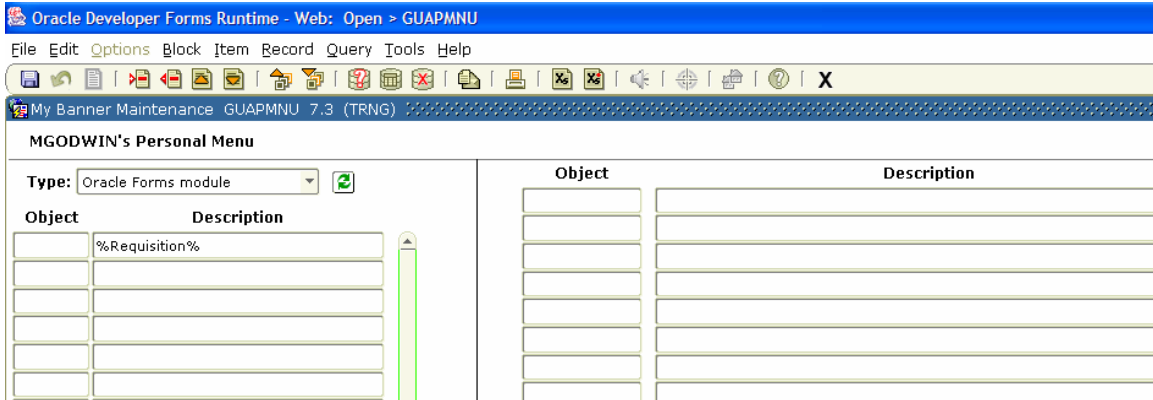 Oracle Developer Forms Runtime - Web: Open > GUAPMNU
File Edit Options Block Item Record Query Tools Help
X
My Banner Maintenance GUAPMNU 7.3 (TRNG)
MGODWIN's Personal Menu
Type: Oracle Forms module
Object Description
Object Description
%Requisition%